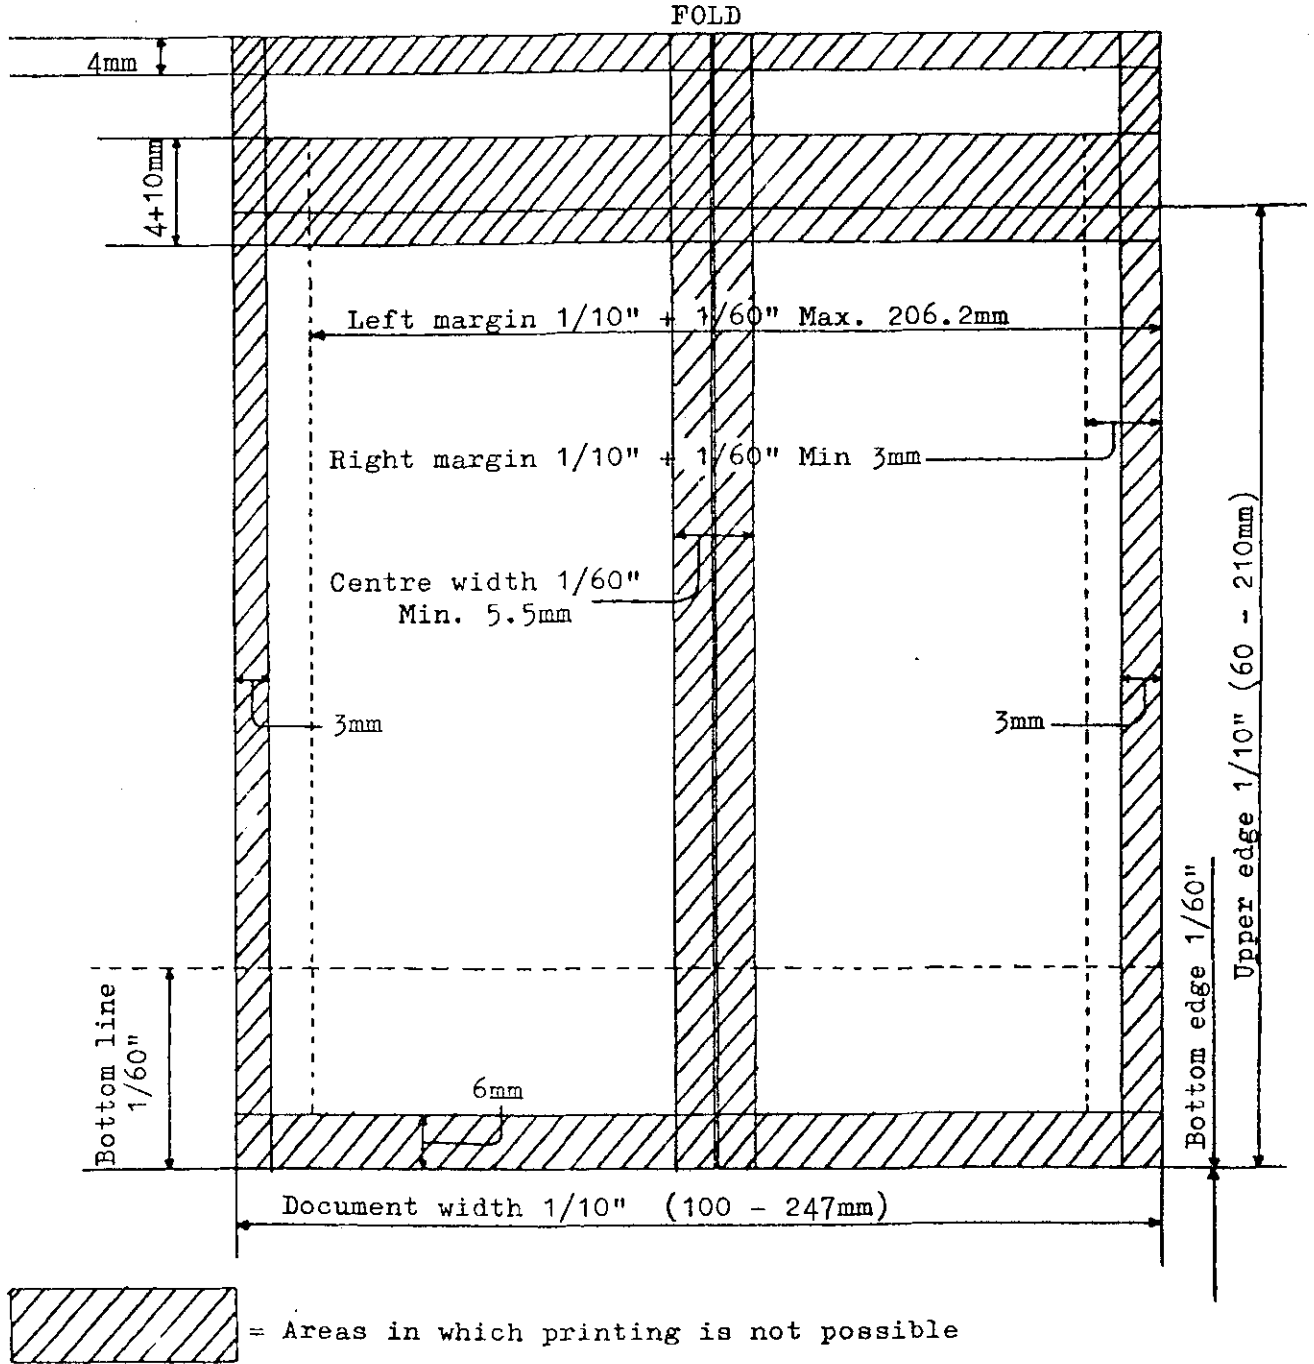 FOLD
4mm
4+10mm
Left margin 1/10" + 1/60" Max. 206.2mm
Right margin 1/10" + 1/60" Min 3mm
Centre width 1/60"
Min. 5.5mm
3mm
3mm
Upper edge 1/10" (60 - 210mm)
Bottom edge 1/60"
Bottom line
1/60"
6mm
Document width 1/10" (100 - 247mm)
= Areas in which printing is not possible